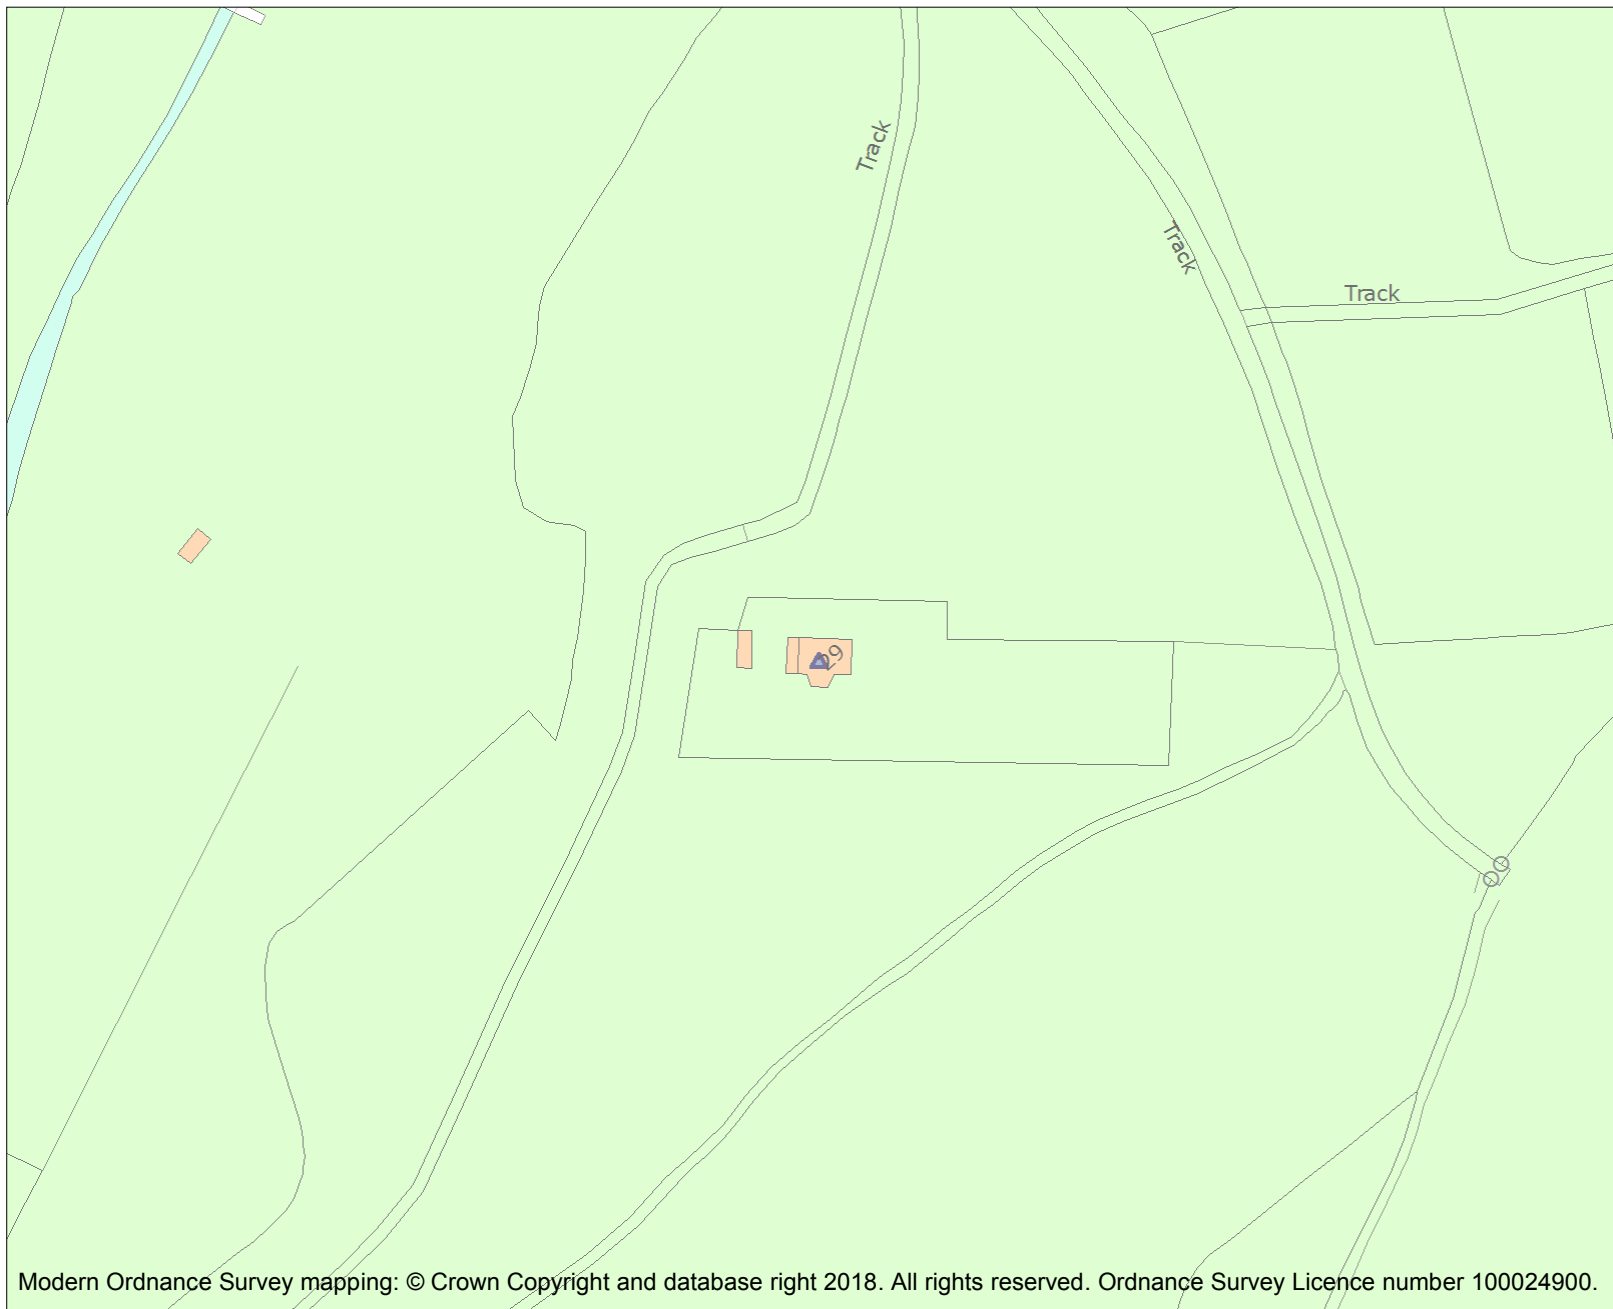 Track
Track
Track
29
Modern Ordnance Survey mapping: © Crown Copyright and database right 2018. All rights reserved. Ordnance Survey Licence number 100024900.